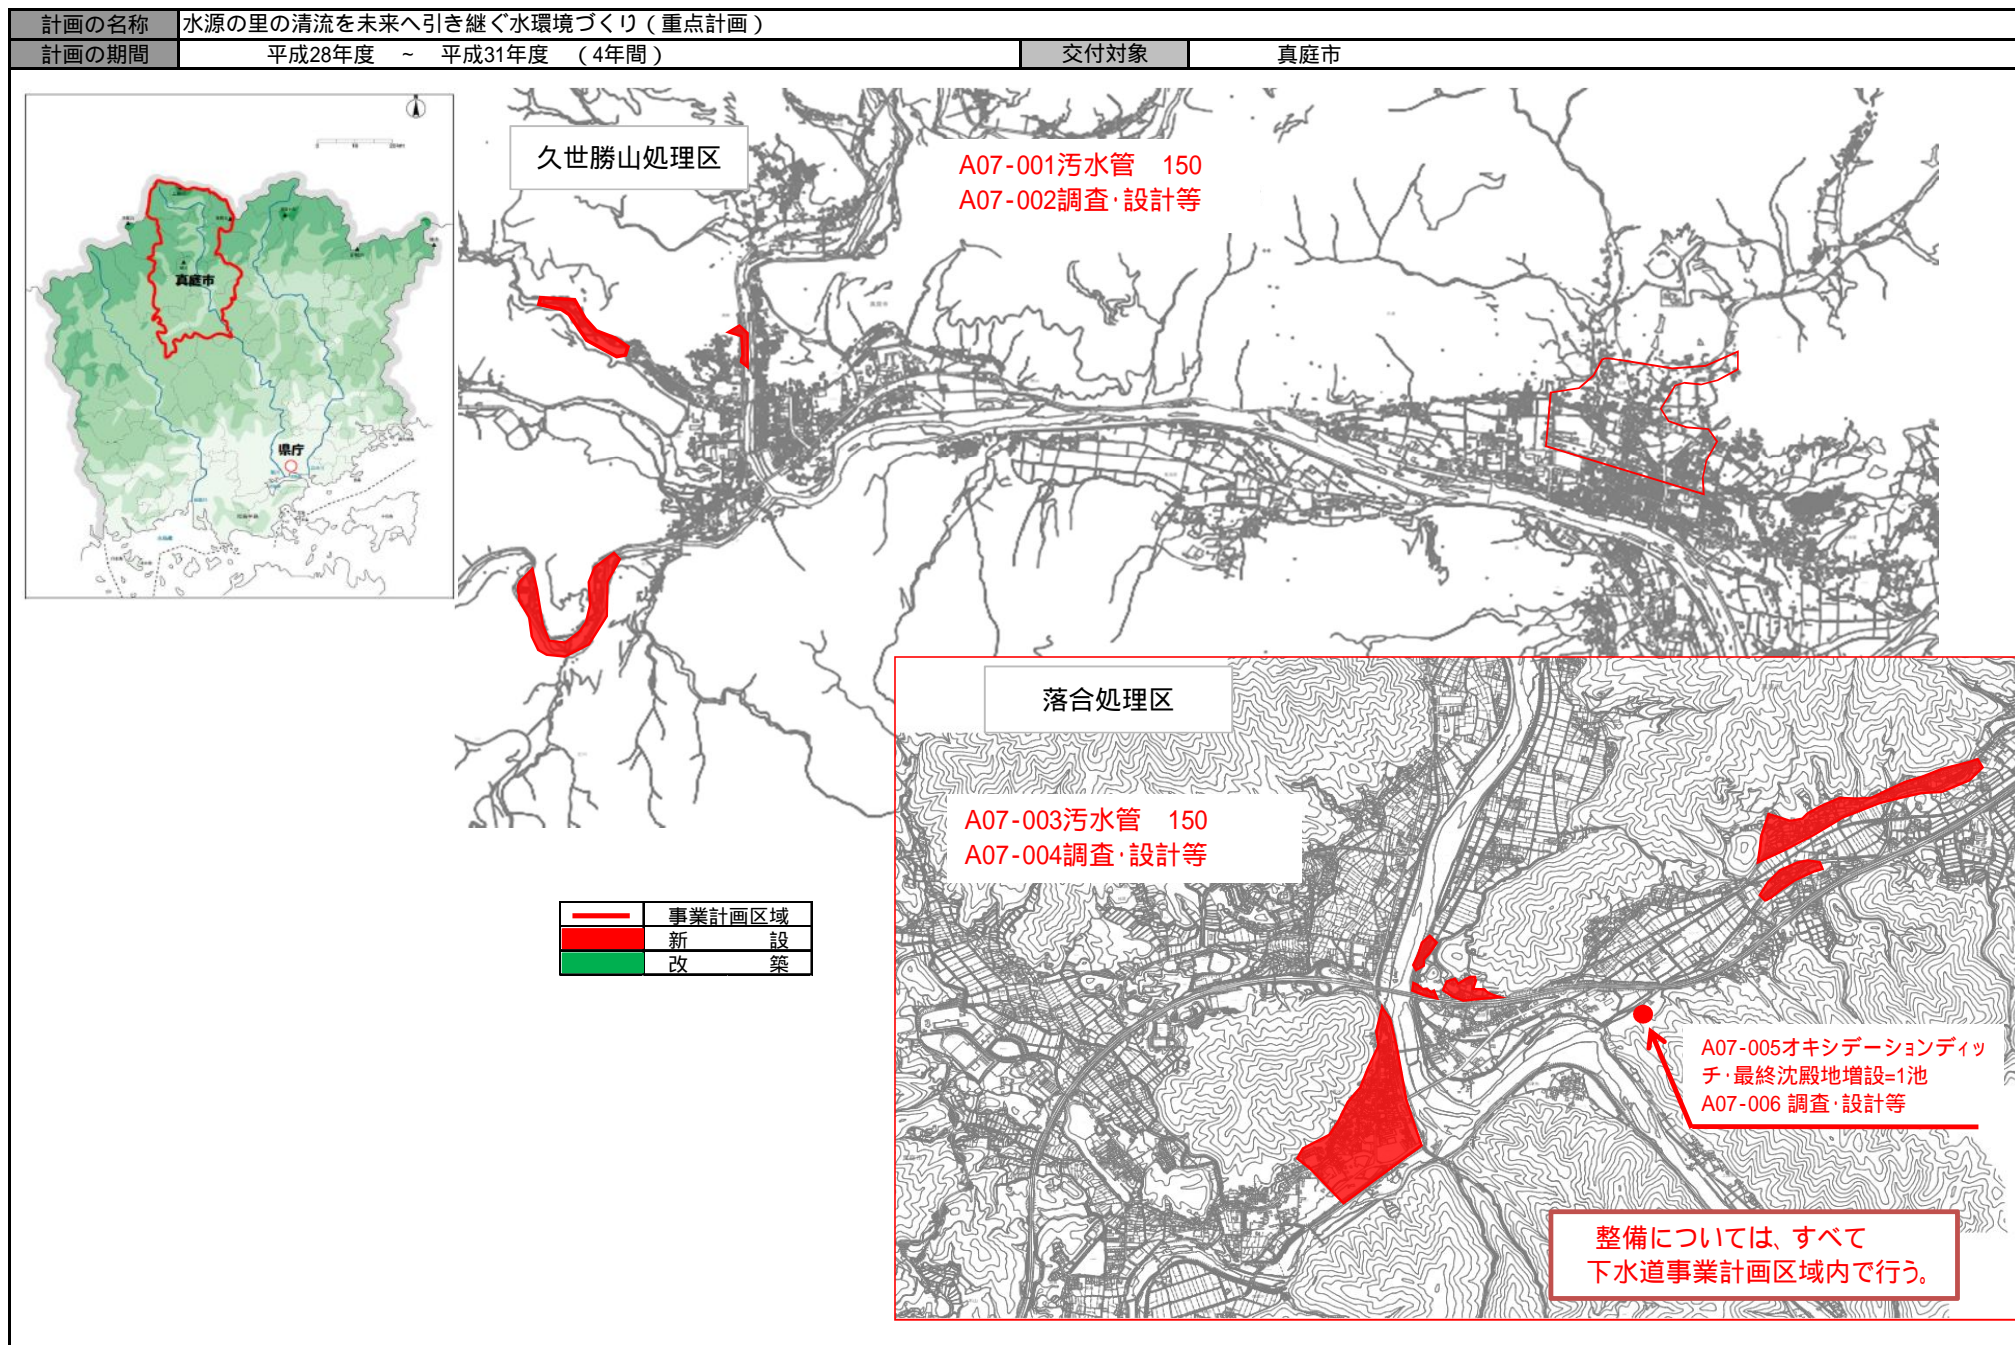 計画の名称 水源の里の清流を未来へ引き継ぐ水環境づくり(重点計画)
計画の期間 平成28年度 ~ 平成31年度 (4年間) 交付対象 真庭市
久世勝山処理区
A07-001汚水管 150
A07-002調査・設計等
真庭市
県庁
落合処理区
A07-003汚水管 150
A07-004調査・設計等
事業計画区域
新 設
改 築
A07-005オキシデーションディッ
チ・最終沈殿地増設=1池
A07-006 調査・設計等
整備については、すべて
下水道事業計画区域内で行う。